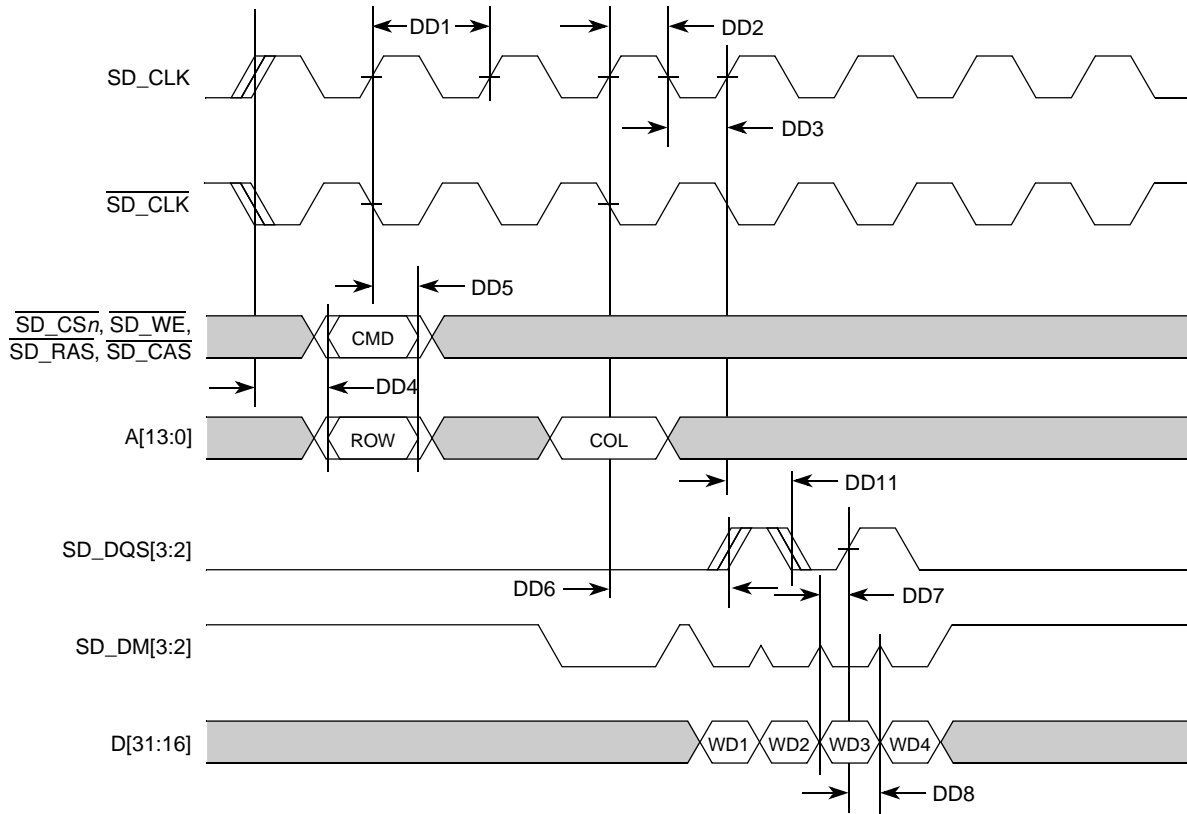 DD1
DD2
SD_CLK
DD3
SD_CLK
DD5
SD_CSn, SD_WE,
SD_RAS, SD_CAS
CMD
DD4
A[13:0]
ROW
COL
DD11
SD_DQS[3:2]
DD6
DD7
SD_DM[3:2]
D[31:16]
WD1 WD2 WD3 WD4
DD8